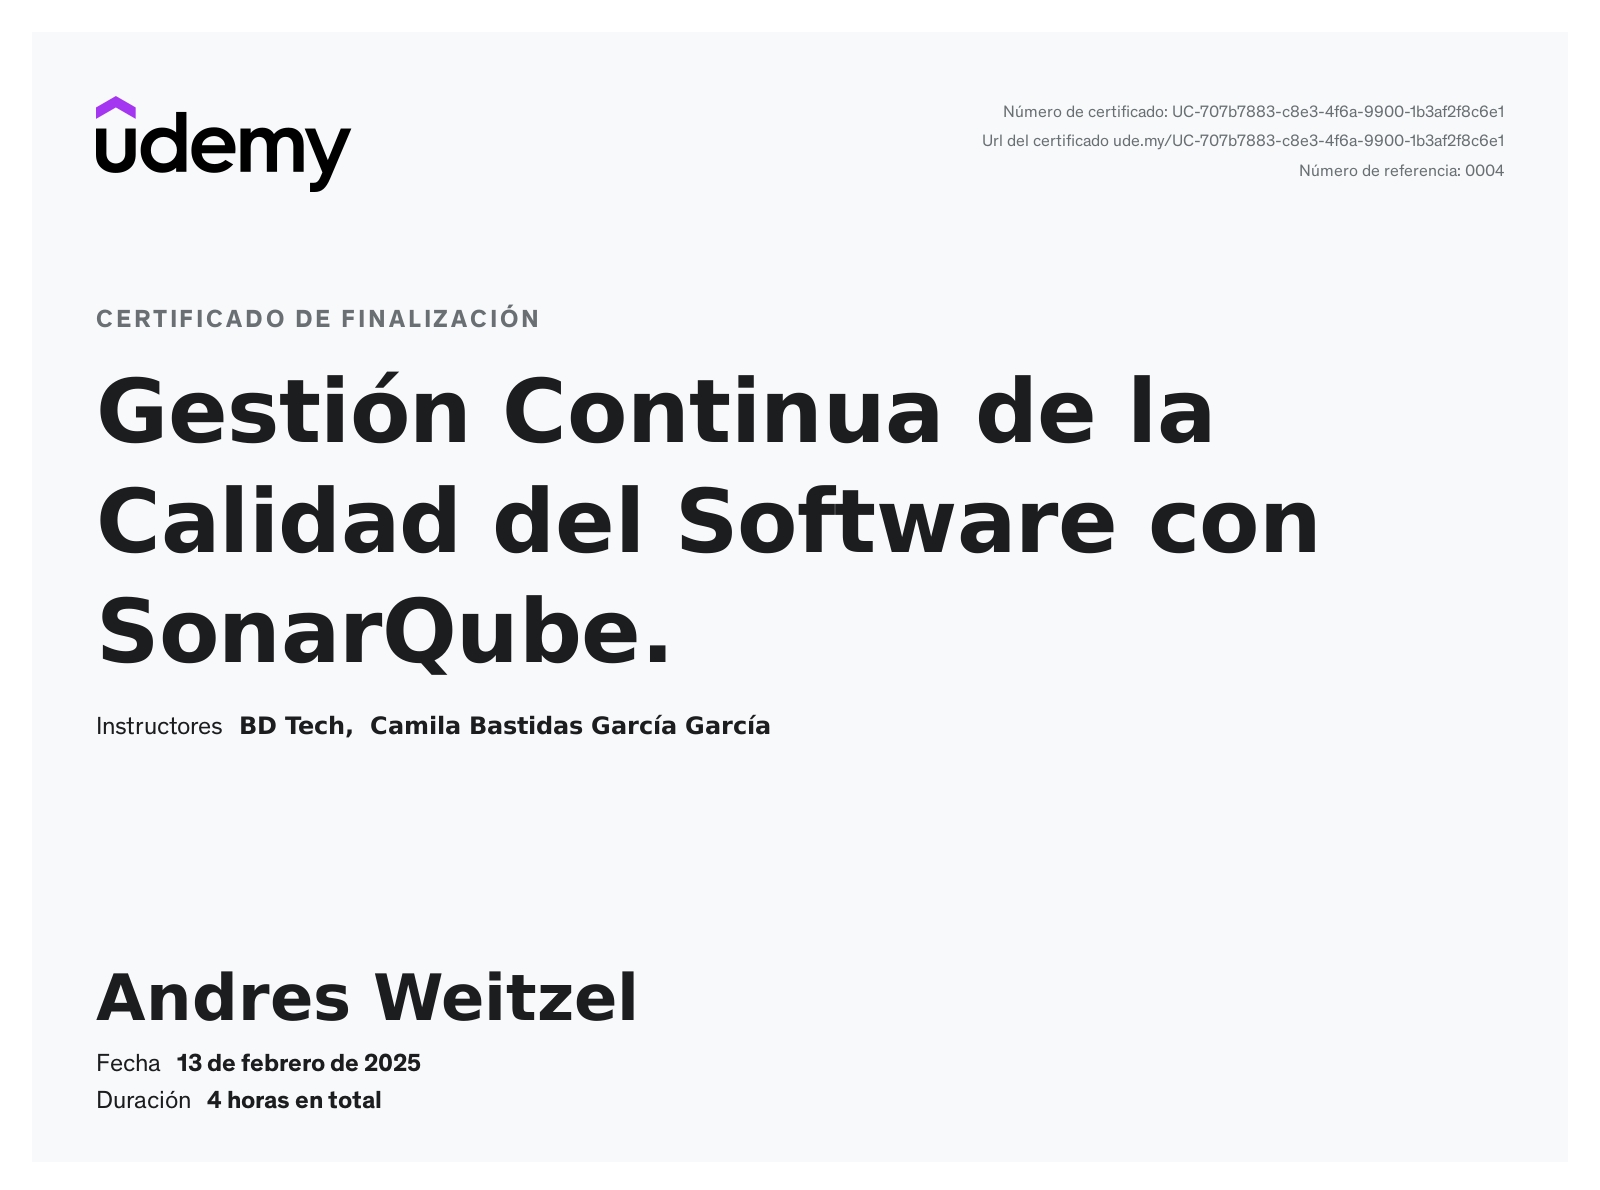 udemy
Número de certificado: UC-707b7883-c8e3-4f6a-9900-1b3af2f8c6e1
Url del certificado ude.my/UC-707b7883-c8e3-4f6a-9900-1b3af2f8c6e1
Número de referencia: 0004
CERTIFICADO DE FINALIZACIÓN
Gestión Continua de la
Calidad del Software con
SonarQube.
Instructores BD Tech, Camila Bastidas García García
Andres Weitzel
Fecha 13 de febrero de 2025
Duración 4 horas en total